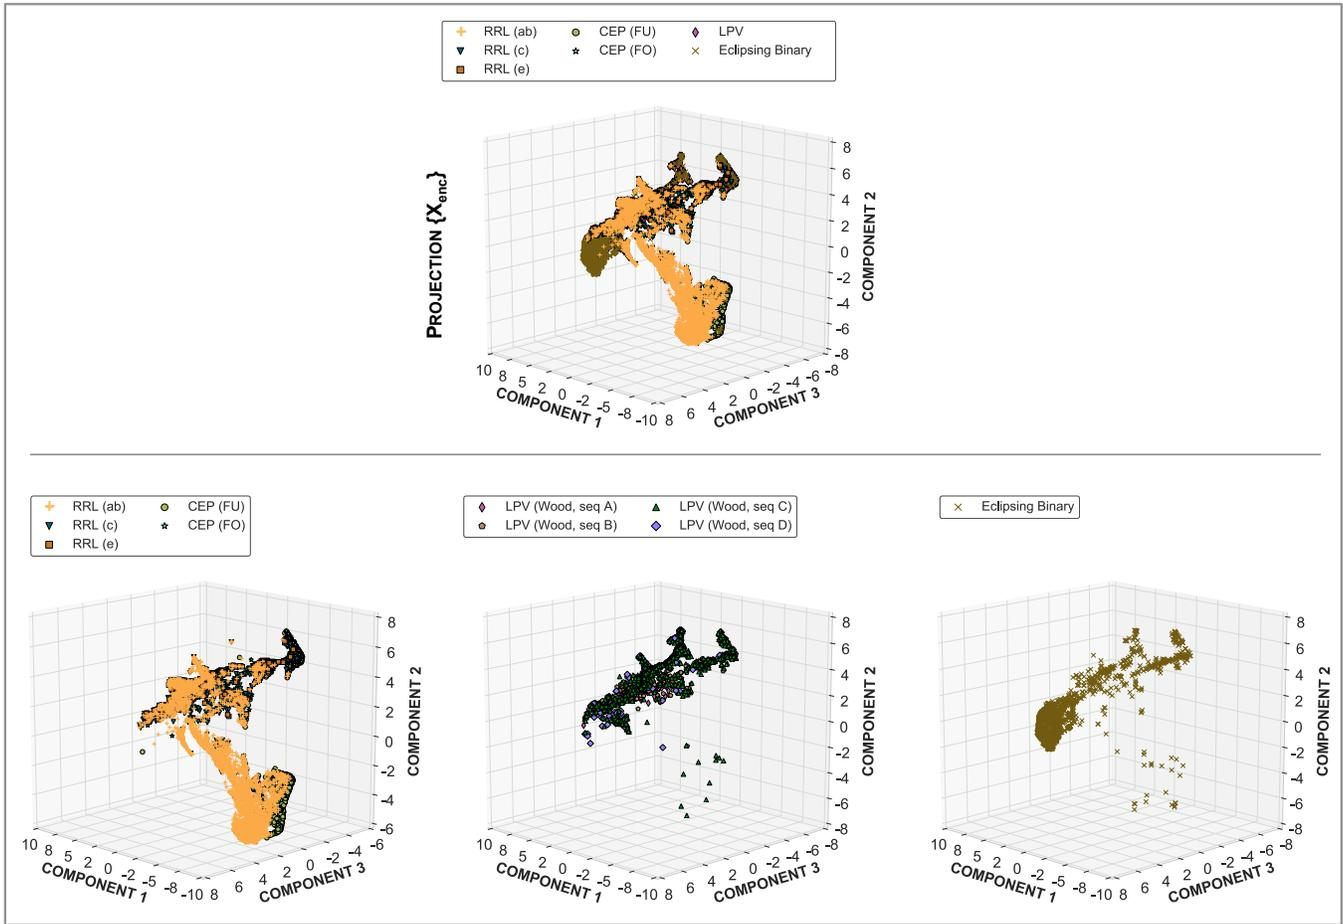 RRL (ab) CEP (FU) LPV
RRL (c) CEP (FO) Eclipsing Binary
RRL (e)
PROJECTION {Xenc}
8
6
4
2
0
-2
-4
-6
-8
COMPONENT 2
10 8 5 2 0 -2 -5 -8 -10
COMPONENT 1
8 6 4 2 0 -2 -4 -6 -8
COMPONENT 3
RRL (ab) CEP (FU)
RRL (c) CEP (FO)
RRL (e)
8
6
4
2
0
-2
-4
-6
COMPONENT 2
10 8 5 2 0 -2 -5 -8 -10
COMPONENT 1
8 6 4 2 0 -2 -4 -6
COMPONENT 3
LPV (Wood, seq A) LPV (Wood, seq C)
LPV (Wood, seq B) LPV (Wood, seq D)
8
6
4
2
0
-2
-4
-6
-8
COMPONENT 2
10 8 5 2 0 -2 -5 -8 -10
COMPONENT 1
8 6 4 2 0 -2 -4 -6 -8
COMPONENT 3
Eclipsing Binary
8
6
4
2
0
-2
-4
-6
-8
COMPONENT 2
10 8 5 2 0 -2 -5 -8 -10
COMPONENT 1
8 6 4 2 0 -2 -4 -6 -8
COMPONENT 3